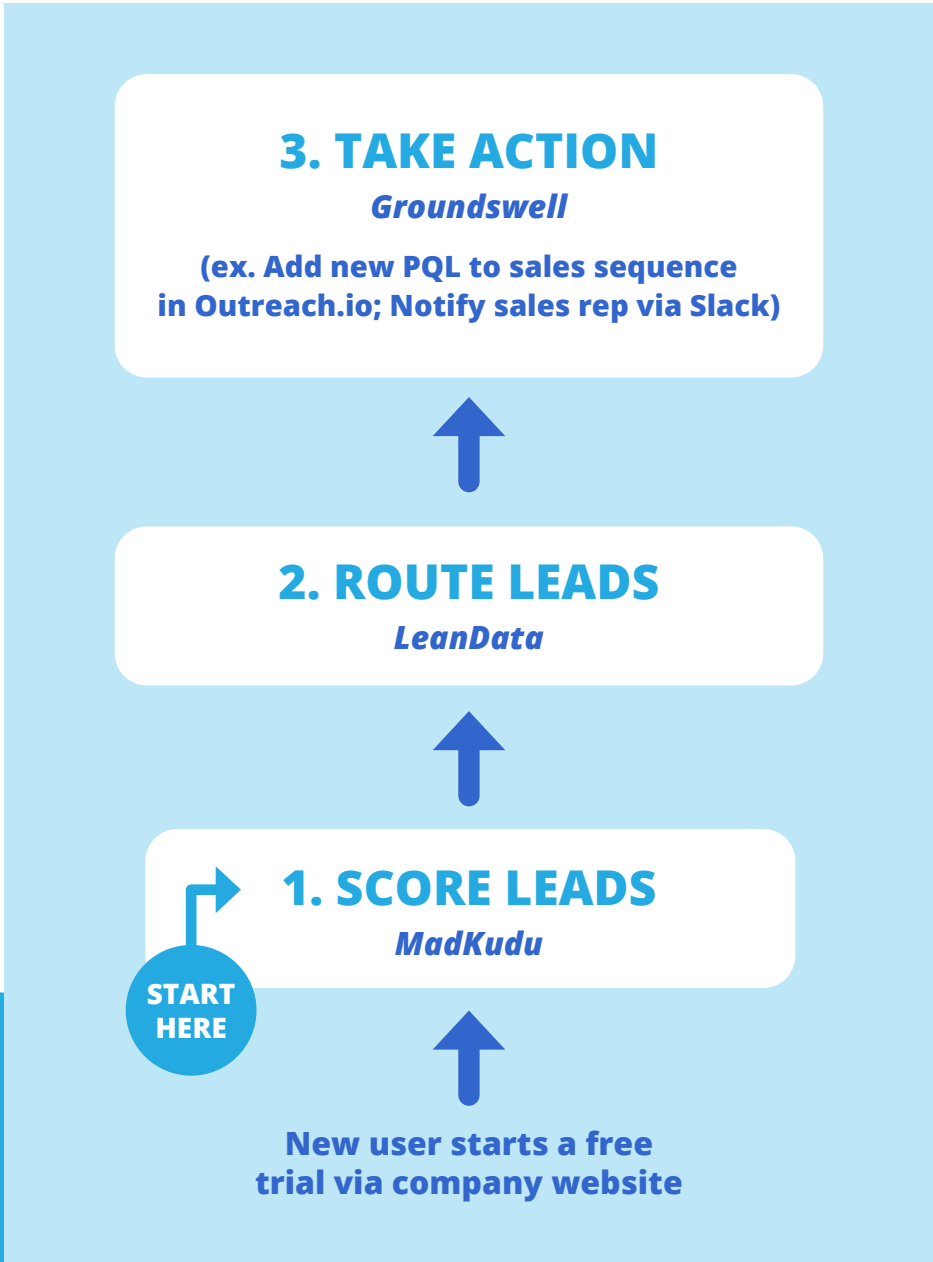 3. TAKE ACTION
Groundswell
(ex. Add new PQL to sales sequence
in Outreach.io; Notify sales rep via Slack)
2. ROUTE LEADS
LeanData
1. SCORE LEADS
MadKudu
START
HERE
New user starts a free
trial via company website